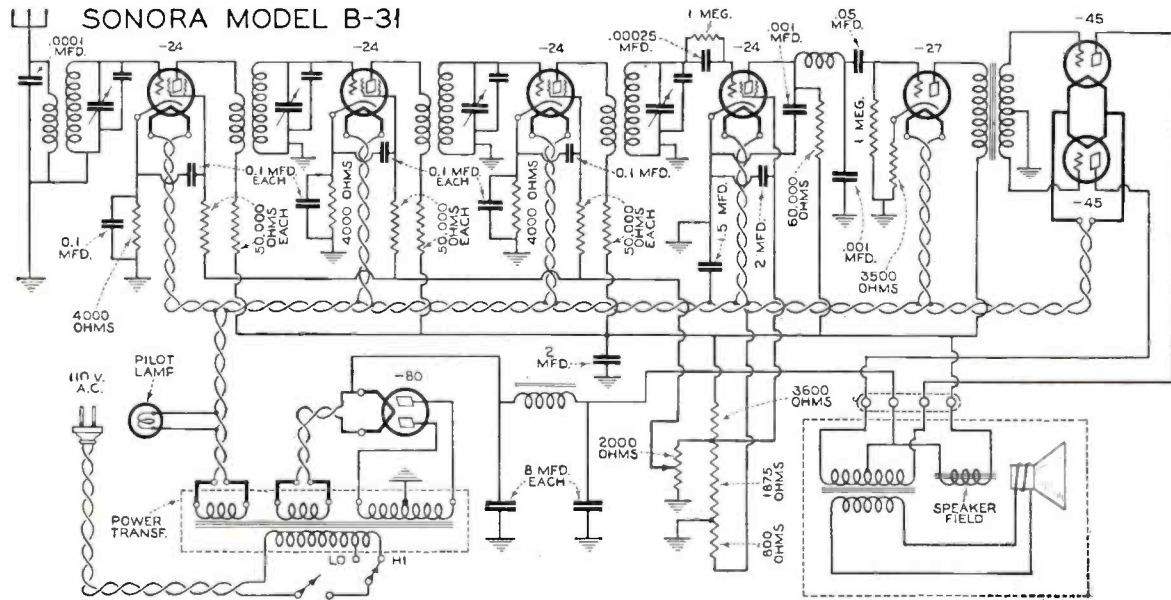 SONORA MODEL B-31
.0001
MFD.
-24
-24
-24
1 MEG.
.00025
MFD.
-24
.001
MFD.
.05
MFD.
-27
-45
-45
0.1
MFD.
4000
OHMS
0.1 MFD.
EACH
50,000
OHMS
EACH
4000 OHMS
0.1 MFD.
EACH
50,000
OHMS
EACH
4000 OHMS
0.1 MFD.
50,000
OHMS
EACH
.5 MFD.
2 MFD.
60,000
OHMS
1 MEG.
.001
MFD.
3500
OHMS
PILOT
LAMP
110 V.
A.C.
-80
2
MFD.
8 MFD.
EACH
2000
OHMS
3600
OHMS
187.5
OHMS
800
OHMS
POWER
TRANSF.
LO
HI
SPEAKER
FIELD